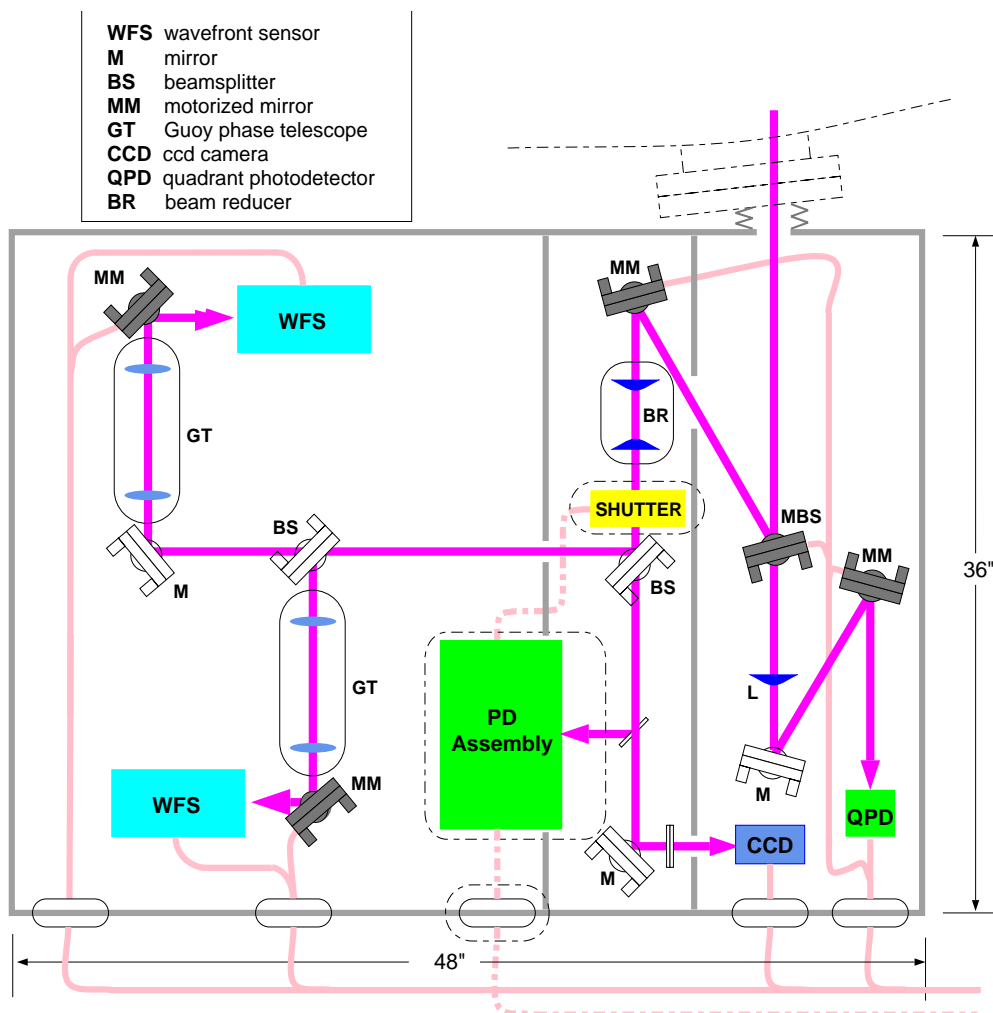 WFS wavefront sensor
M mirror
BS beamsplitter
MM motorized mirror
GT Guoy phase telescope
CCD ccd camera
QPD quadrant photodetector
BR beam reducer
MM
WFS
MM
GT
BR
SHUTTER
MBS
BS
MM
M
BS
36"
GT
L
PD
Assembly
MM
M
WFS
QPD
CCD
M
48"